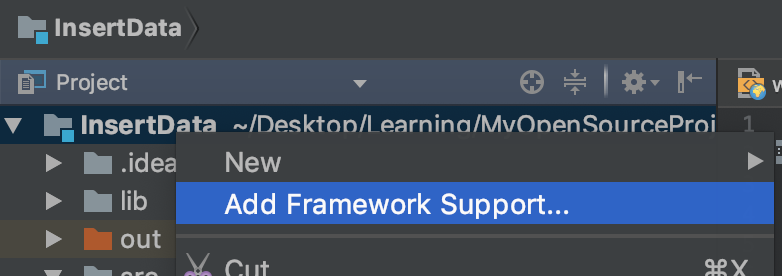 InsertData
Project
InsertData ~/Desktop/Learning/MyOpenSourceProj
1
.idea
New
lib
Add Framework Support...
out
Cut
⌘X